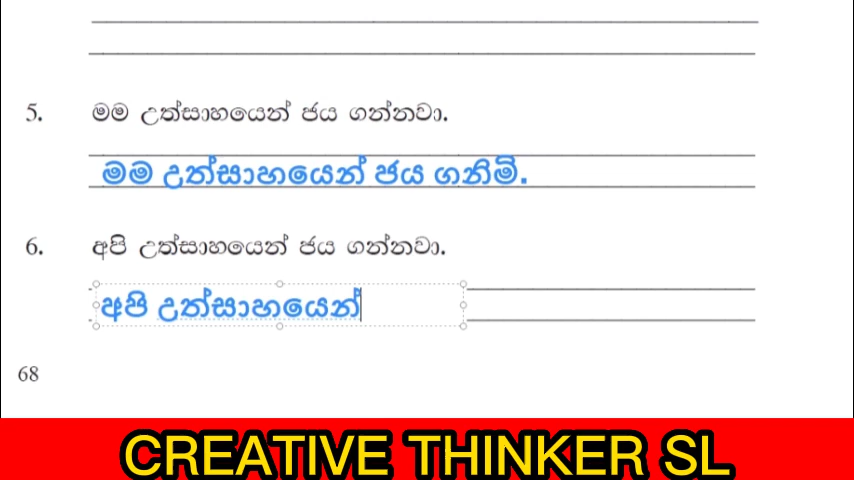 5. මම උත්සාහයෙන් ජය ගන්නවා.
මම උත්සාහයෙන් ජය ගනිමි.
6. අපි උත්සාහයෙන් ජය ගන්නවා.
අපි උත්සාහයෙන්
68
CREATIVE THINKER SL